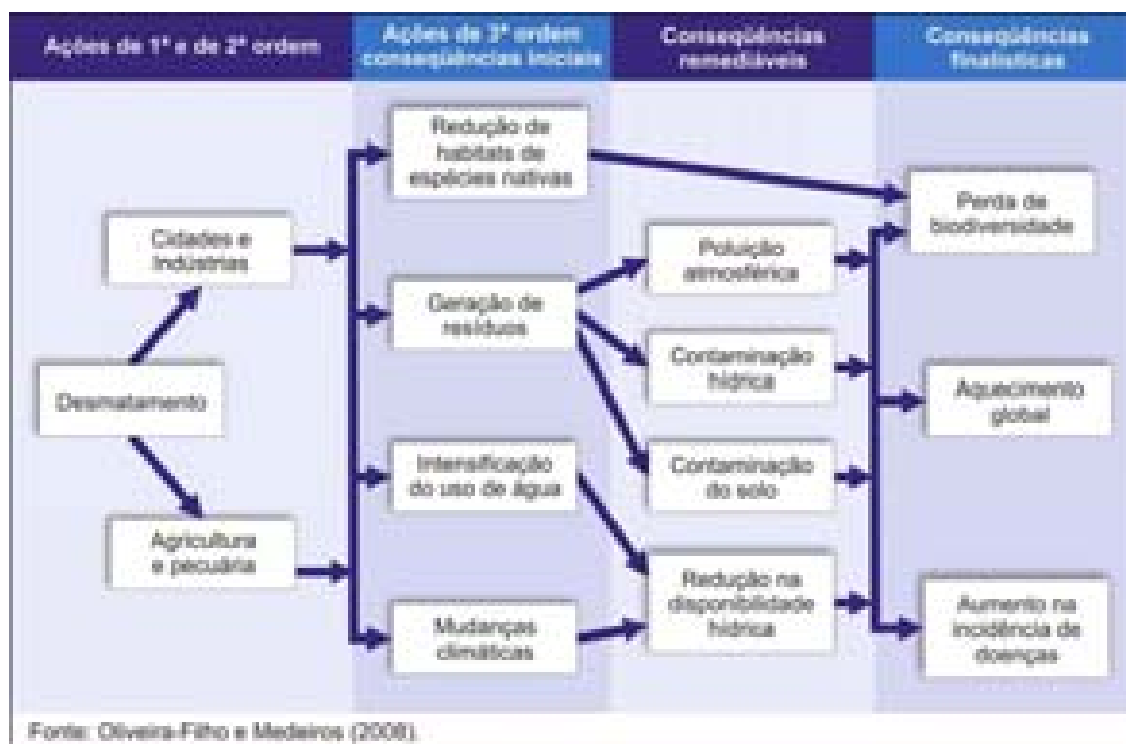 Ações de 1ª e de 2ª ordem
Ações de 3ª ordem
conseqüências iniciais
Conseqüências
remediáveis
Conseqüências
finalísticas
Desmatamento
Cidades e
Indústrias
Agricultura
e pecuária
Redução de
habitats de
espécies nativas
Geração de
resíduos
Intensificação
do uso de água
Mudanças
climáticas
Poluição
atmosférica
Contaminação
hídrica
Contaminação
do solo
Redução na
disponibilidade
hídrica
Perda de
biodiversidade
Aquecimento
global
Aumento na
incidência de
doenças
Fonte: Oliveira-Filho e Medeiros (2008).